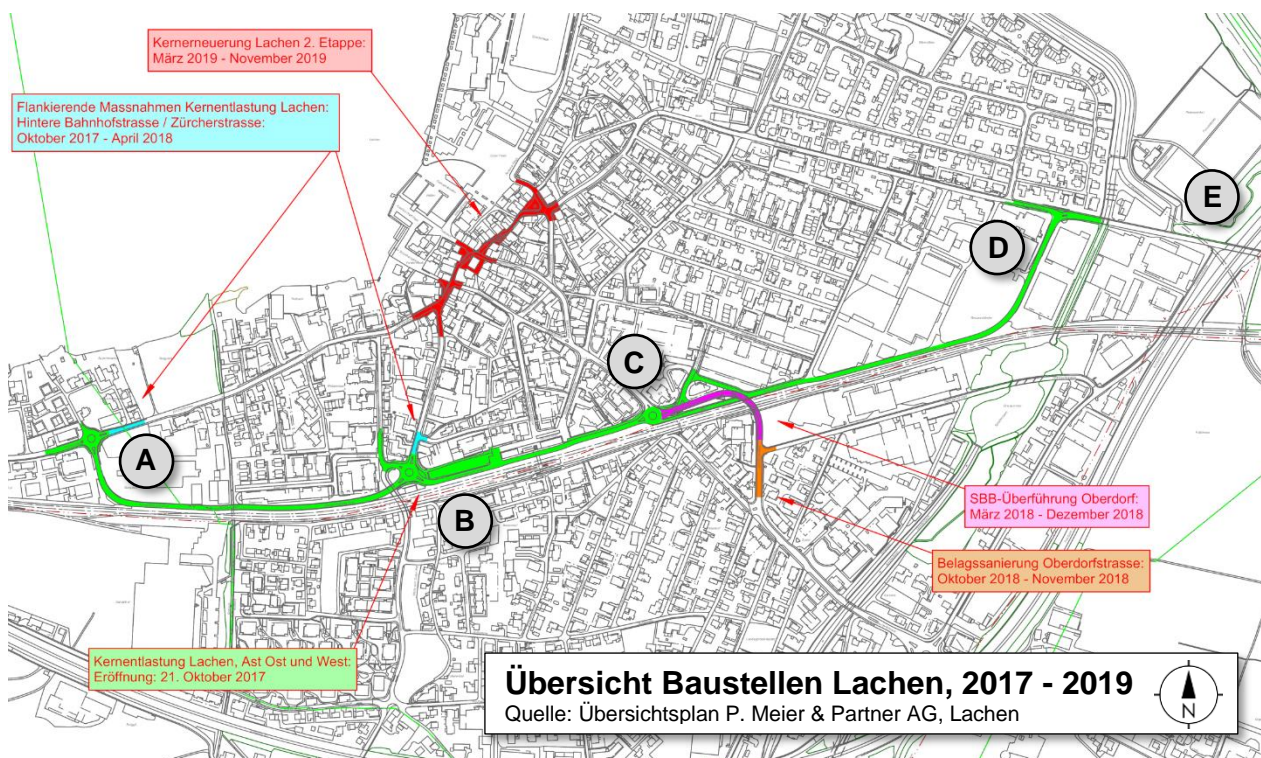 Kernerneuerung Lachen 2. Etappe:
März 2019 - November 2019
Flankierende Massnahmen Kernentlastung Lachen:
Hintere Bahnhofstrasse / Zürcherstrasse:
Oktober 2017 - April 2018
E
D
C
A
B
SBB-Überführung Oberdorf:
März 2018 - Dezember 2018
Belagssanierung Oberdorfstrasse:
Oktober 2018 - November 2018
Kernentlastung Lachen, Ast Ost und West:
Eröffnung: 21. Oktober 2017
Übersicht Baustellen Lachen, 2017 - 2019
Quelle: Übersichtsplan P. Meier & Partner AG, Lachen
N